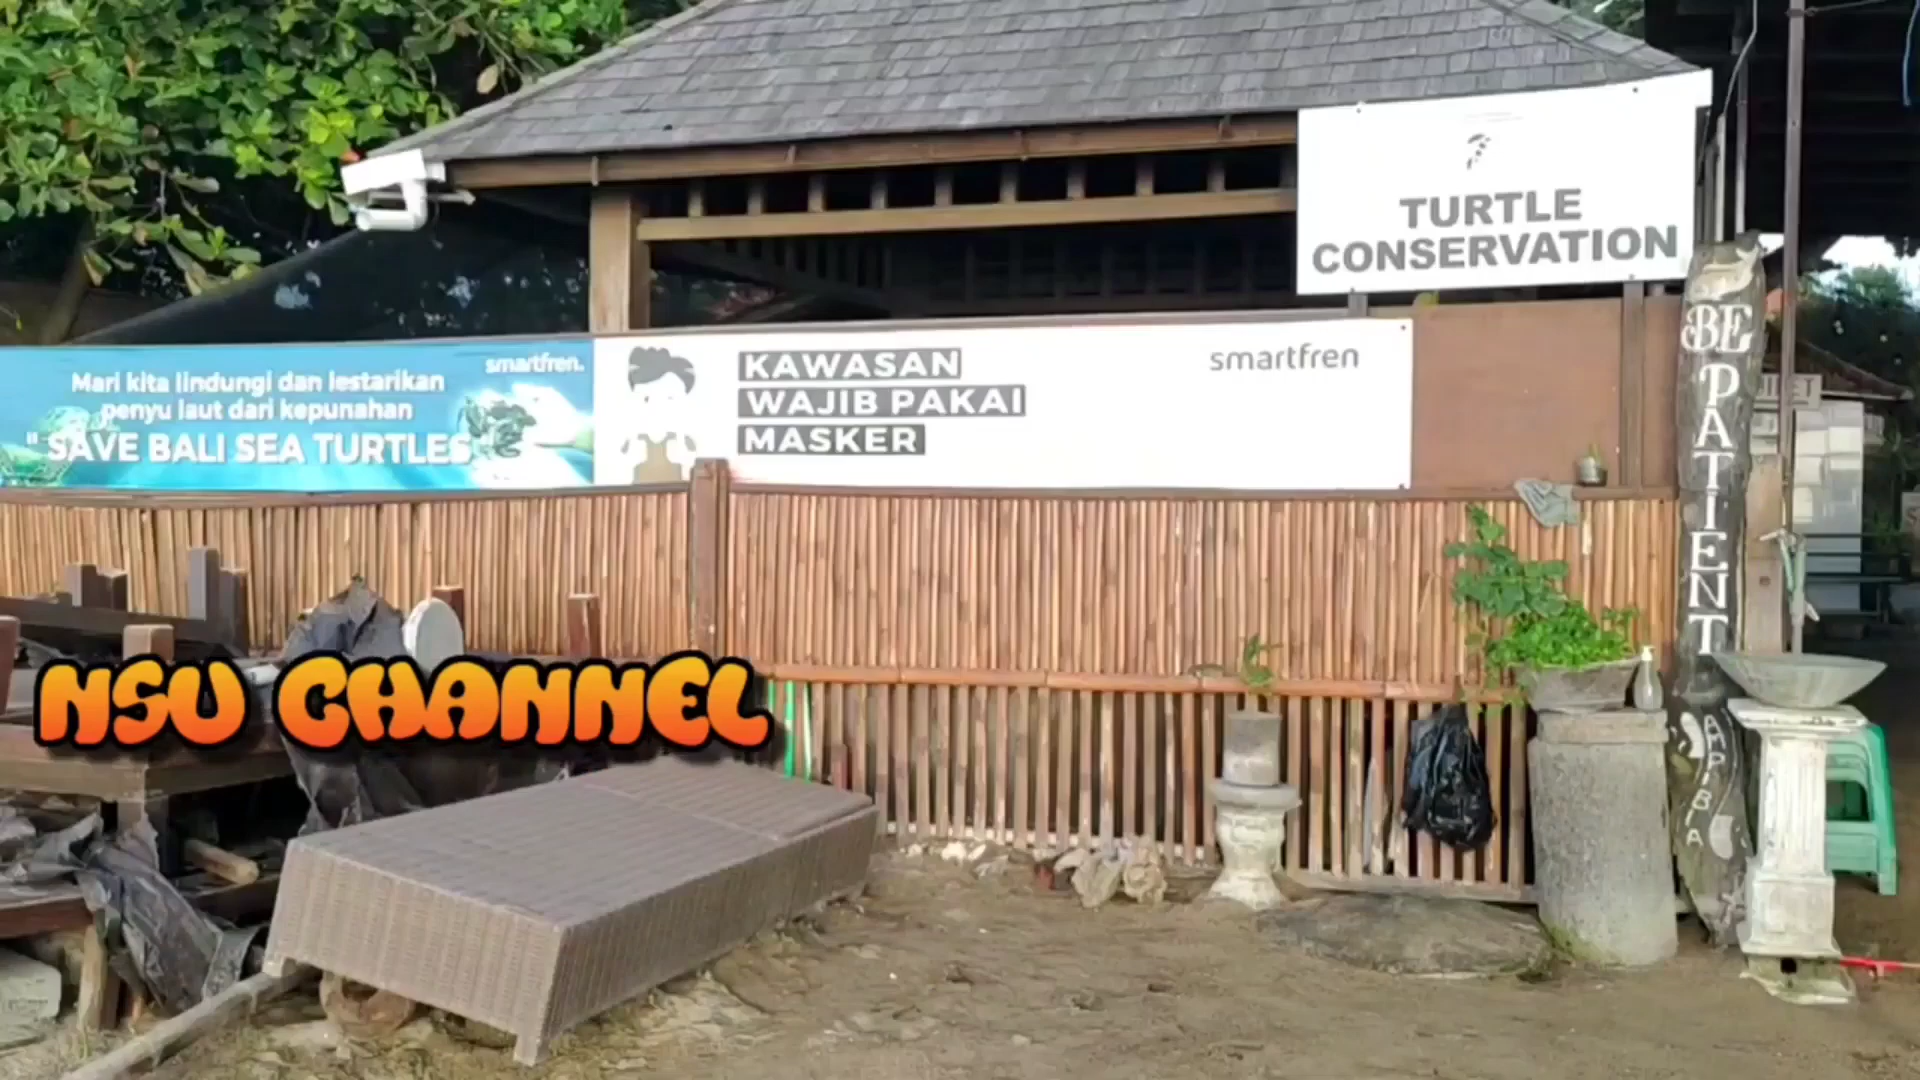 TURTLE
CONSERVATION
smartfren.
Mari kita lindungi dan lestarikan
penyu laut dari kepunahan
" SAVE BALI SEA TURTLES
KAWASAN
WAJIB PAKAI
MASKER
smartfren
BE PATIENT
NSU CHANNEL